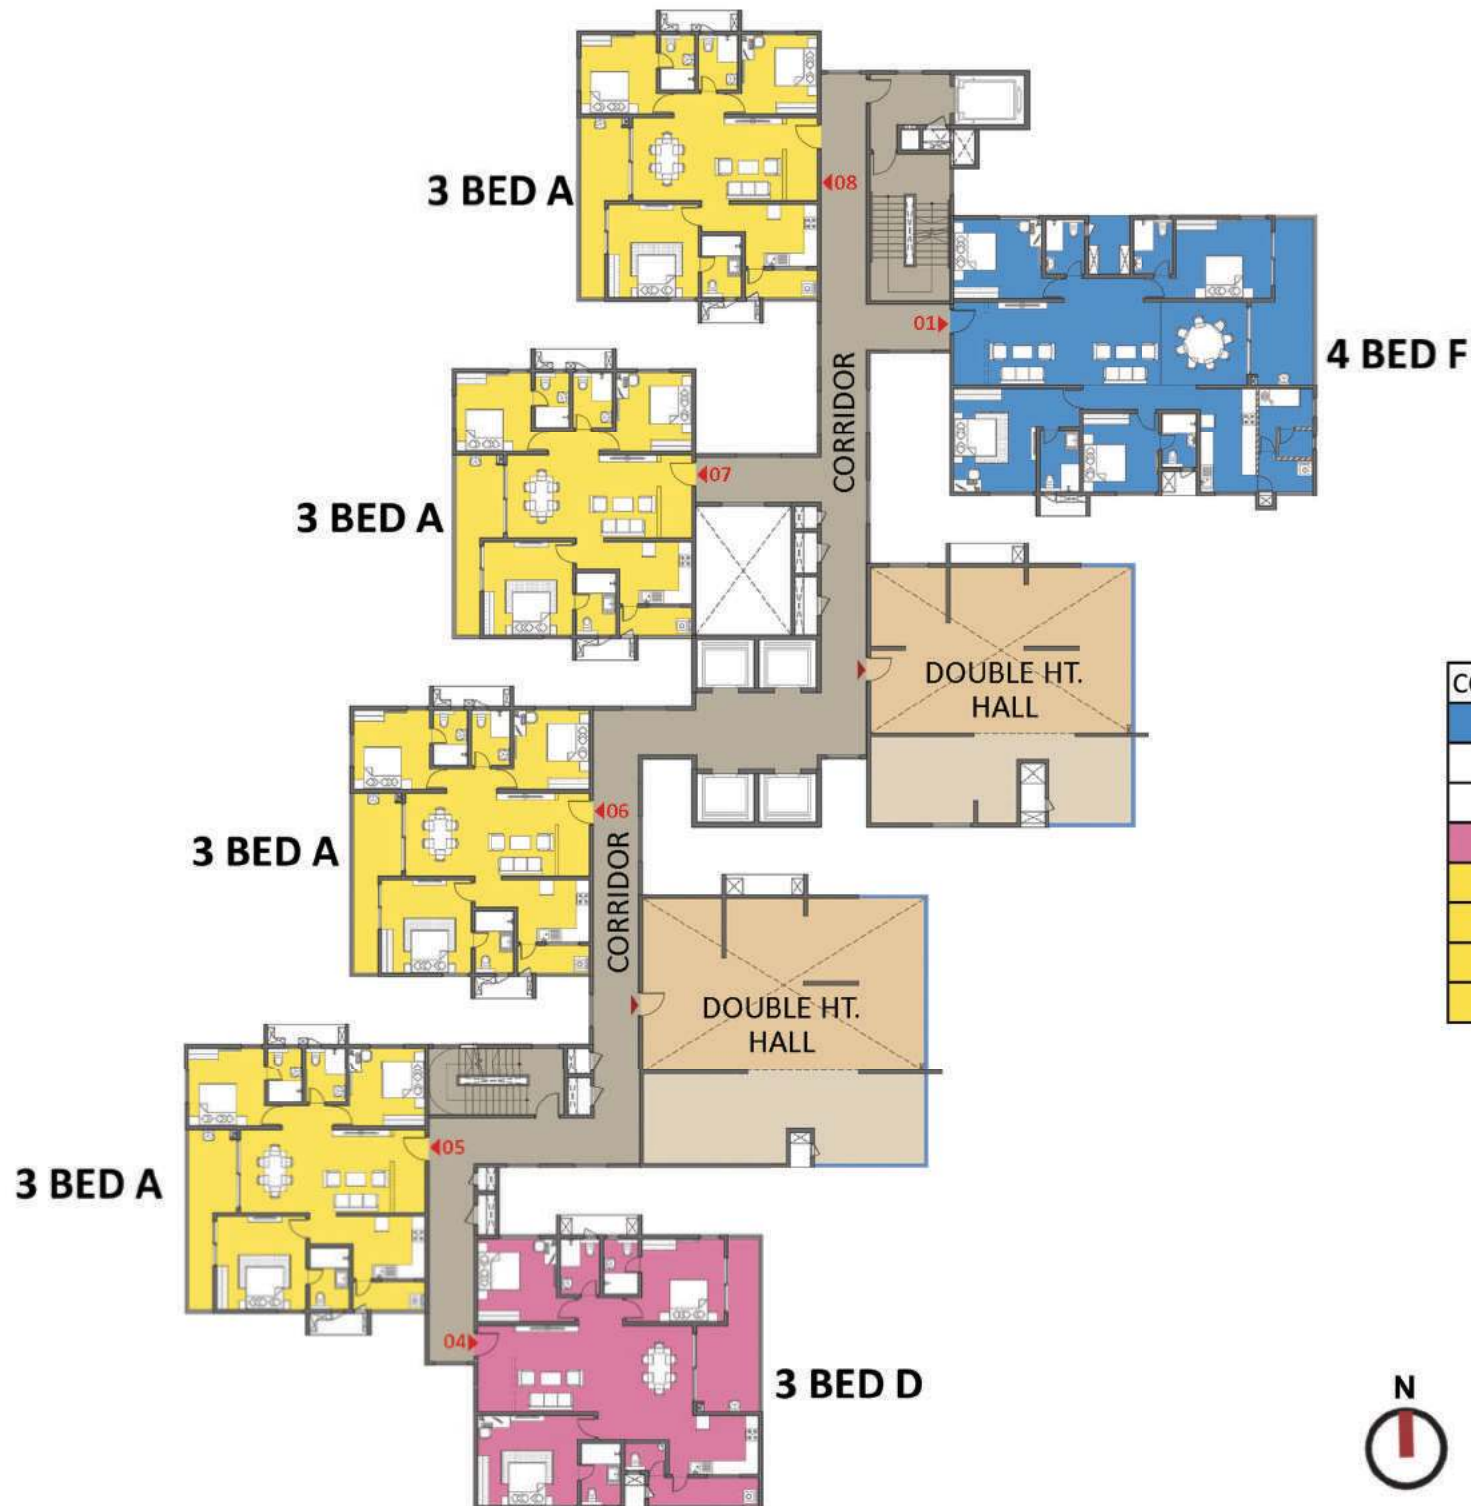 3 BED A
08
01
4 BED F
CORRIDOR
07
3 BED A
DOUBLE HT.
HALL
06
3 BED A
CORRIDOR
DOUBLE HT.
HALL
05
3 BED A
04
3 BED D
N